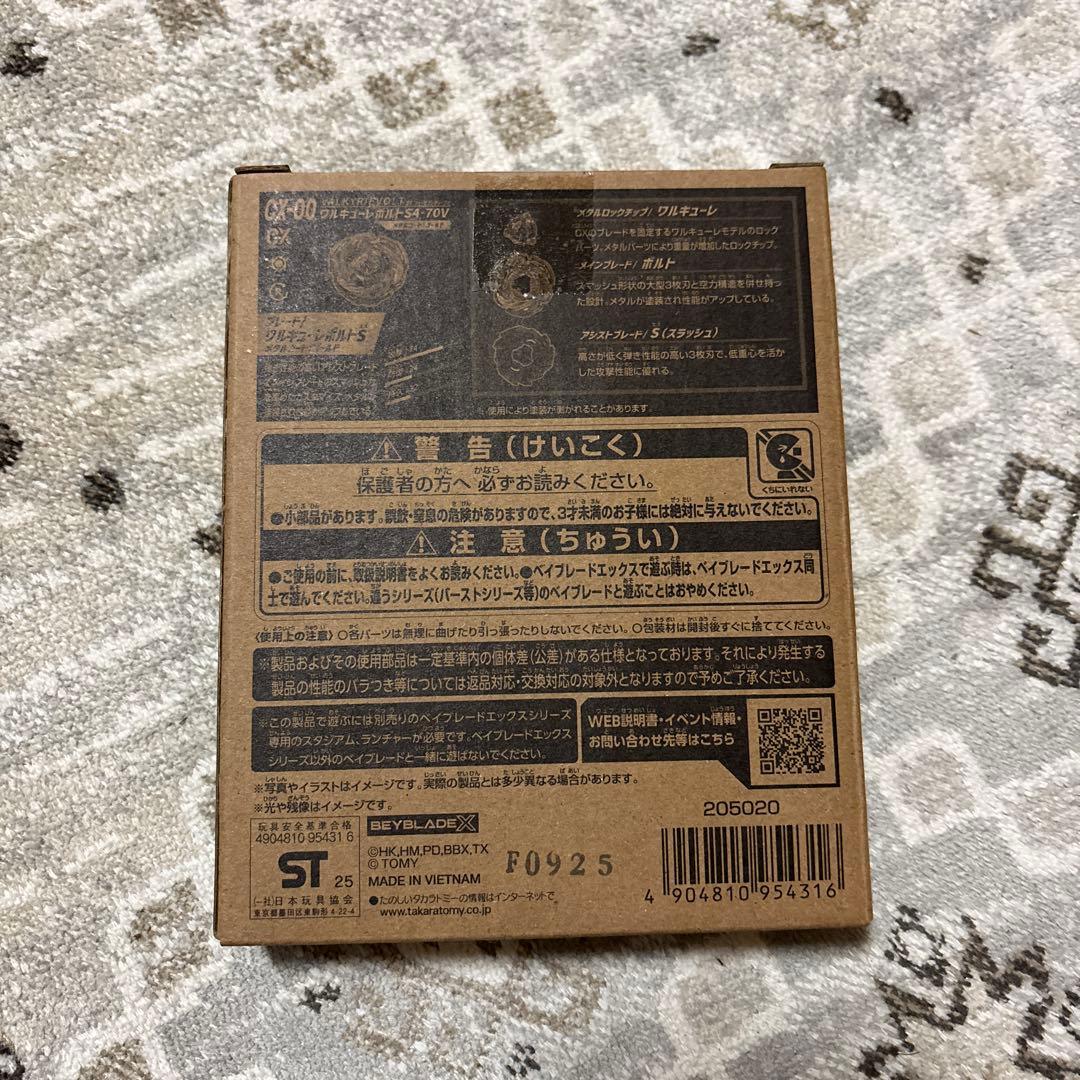 CX-00
VALKYRIEVOLT
ワルキューレボルトS4-70V
CX
ブレード/
ワルキューレボルトS
メタルロックチップ/ ワルキューレ
CXのブレードを固定するワルキューレモデルのロック
パーツ。メタルパーツにより重量が増加したロックチップ。
メインブレード/ ボルト
スマッシュ形状の大型3枚刃と空力構造を併せ持っ
た設計。メタルが塗装され性能がアップしている。
アシストブレード/ S(スラッシュ)
高さが低く弾き性能の高い3枚刃で、低重心を活か
した攻撃性能に優れる。
※使用により塗装が剥がれることがあります。
⚠ 警 告(けいこく)
保護者の方へ 必ずお読みください。
●小部品があります。誤飲・窒息の危険がありますので、3才未満のお子様には絶対に与えないでください。
くちにいれない
⚠ 注 意(ちゅうい)
●ご使用の前に、取扱説明書をよくお読みください。●ベイブレードエックスで遊ぶ時は、ベイブレードエックス同
士で遊んでください。違うシリーズ(バーストシリーズ等)のベイブレードと遊ぶことはおやめください。
〈使用上の注意〉○各パーツは無理に曲げたり引っ張ったりしないでください。○包装材は開封後すぐに捨ててください。
※製品およびその使用部品は一定基準内の個体差(公差)がある仕様となっております。それにより発生する
製品の性能のバラつき等については返品対応・交換対応の対象外となりますので予めご了承ください。
※この製品で遊ぶには別売りのベイブレードエックスシリーズ
専用のスタジアム、ランチャーが必要です。ベイブレードエックス
シリーズ以外のベイブレードと一緒に遊ばないでください。
WEB説明書・イベント情報・
お問い合わせ先等はこちら
※写真やイラストはイメージです。実際の製品とは多少異なる場合があります。
※光や残像はイメージです。
205020
玩具安全基準合格
4904810 95431 6
ST 25
(一社)日本玩具協会
東京都墨田区東駒形 4-22-4
BEYBLADE X
©HK,HM,PD,BBX,TX
© TOMY
MADE IN VIETNAM
F0925
●たのしいタカラトミーの情報はインターネットで
www.takaratomy.co.jp
4 904810 954316